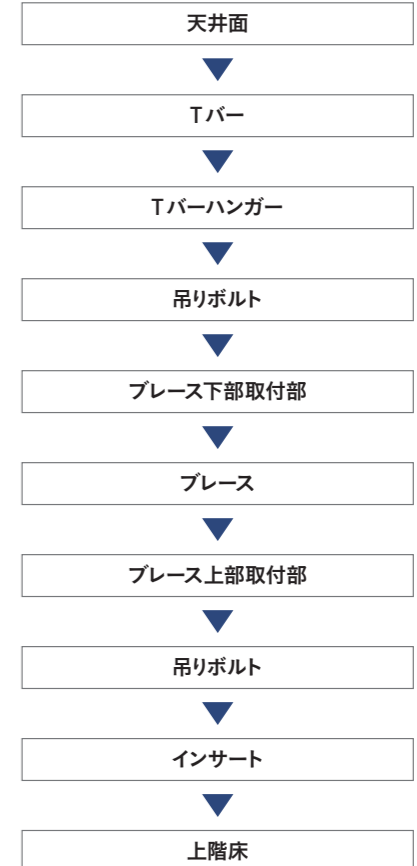 天井面
Tバー
Tバーハンガー
吊りボルト
ブレース下部取付部
ブレース
ブレース上部取付部
吊りボルト
インサート
上階床